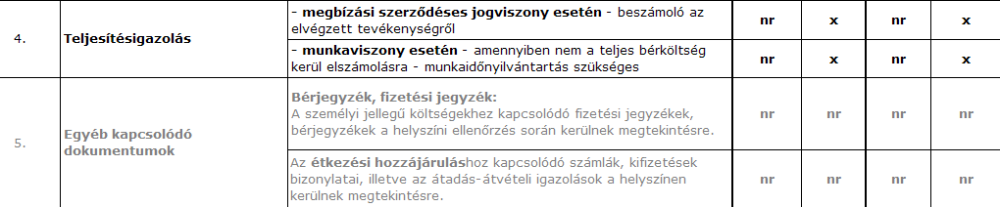 - megbízási szerződéses jogviszony esetén - beszámoló az
elvégzett tevékenységről
nr x nr x
4. Teljesítésigazolás
- munkaviszony esetén - amennyiben nem a teljes bérköltség
kerül elszámolásra - munkaidőnyilvántartás szükséges
nr x nr x
5. Egyéb kapcsolódó
dokumentumok
Bérjegyzék, fizetési jegyzék:
A személyi jellegű költségekhez kapcsolódó fizetési jegyzékek,
bérjegyzékek a helyszíni ellenőrzés során kerülnek megtekintésre.
nr nr nr nr
Az étkezési hozzájáruláshoz kapcsolódó számlák, kifizetések
bizonylatai, illetve az átadás-átvételi igazolások a helyszínen
kerülnek megtekintésre.
nr nr nr nr